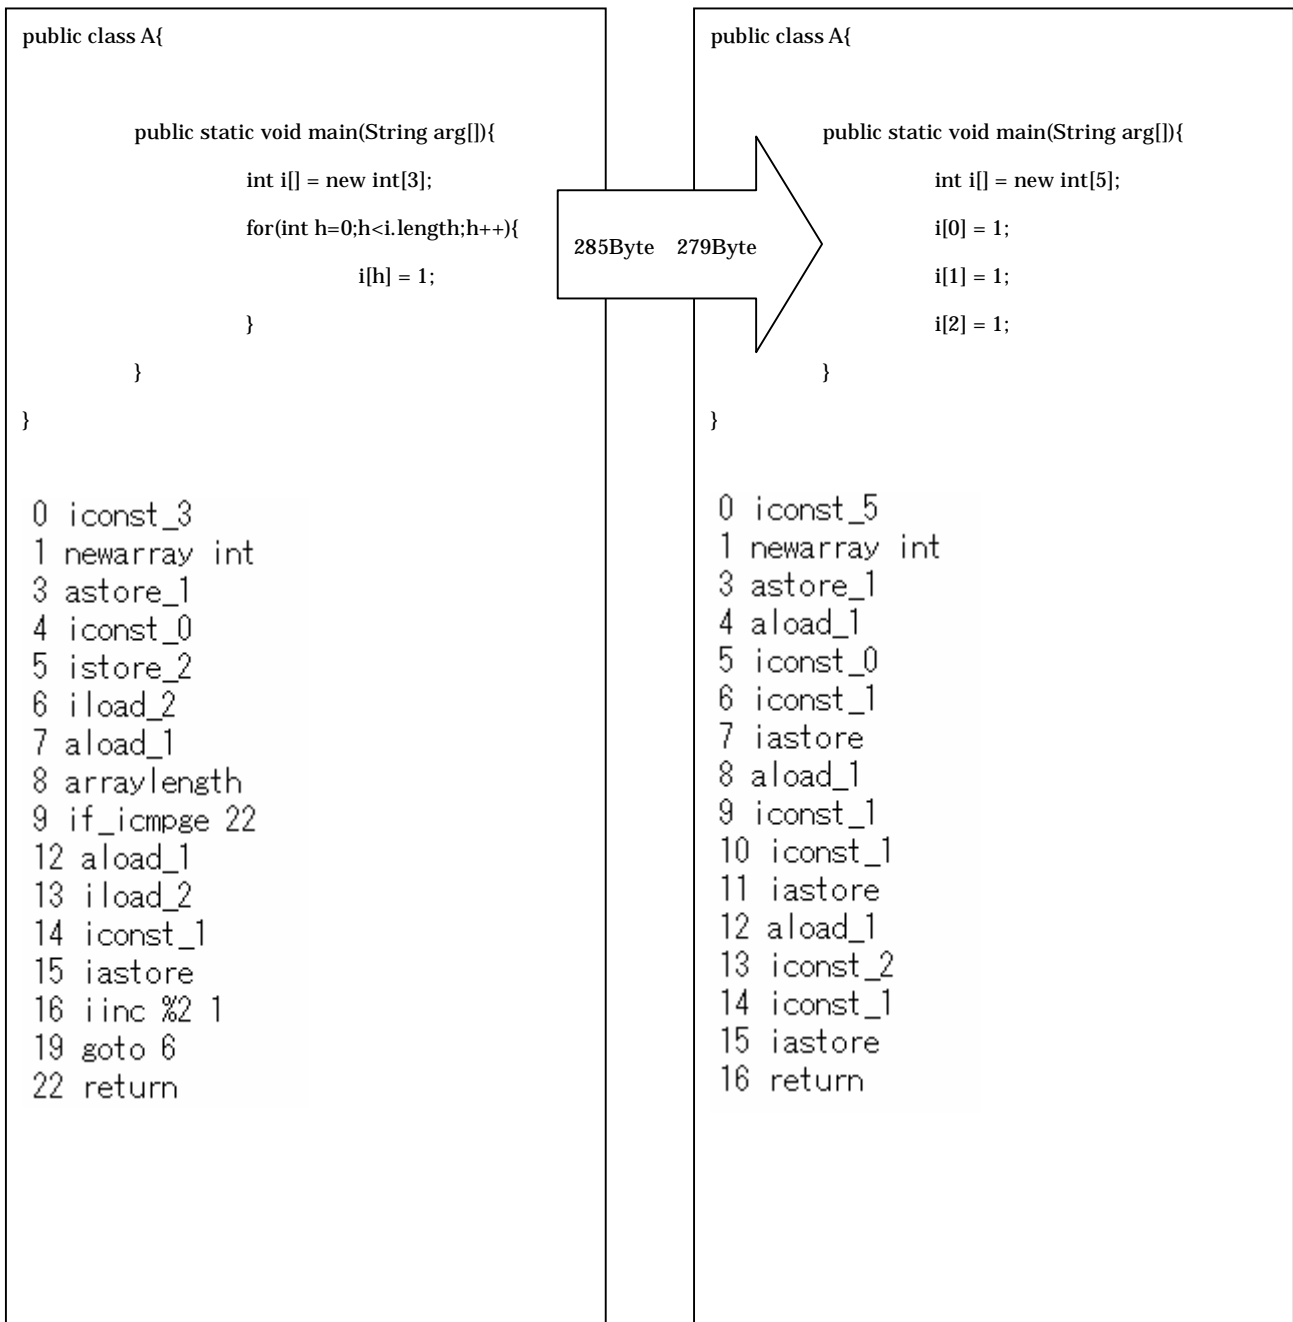 public class A{
public static void main(String arg[]){
int i[] = new int[3];
for(int h=0;h<i.length;h++){
i[h] = 1;
}
}
}
0 iconst_3
1 newarray int
3 astore_1
4 iconst_0
5 istore_2
6 iload_2
7 aload_1
8 arraylength
9 if_icmpge 22
12 aload_1
13 iload_2
14 iconst_1
15 iastore
16 iinc %2 1
19 goto 6
22 return
285Byte 279Byte
public class A{
public static void main(String arg[]){
int i[] = new int[5];
i[0] = 1;
i[1] = 1;
i[2] = 1;
}
}
0 iconst_5
1 newarray int
3 astore_1
4 aload_1
5 iconst_0
6 iconst_1
7 iastore
8 aload_1
9 iconst_1
10 iconst_1
11 iastore
12 aload_1
13 iconst_2
14 iconst_1
15 iastore
16 return